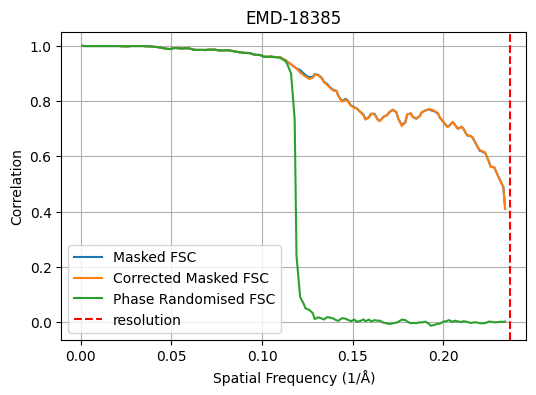 EMD-18385
Correlation
1.0
0.8
0.6
0.4
0.2
0.0
Masked FSC
Corrected Masked FSC
Phase Randomised FSC
resolution
0.00 0.05 0.10 0.15 0.20
Spatial Frequency (1/Å)